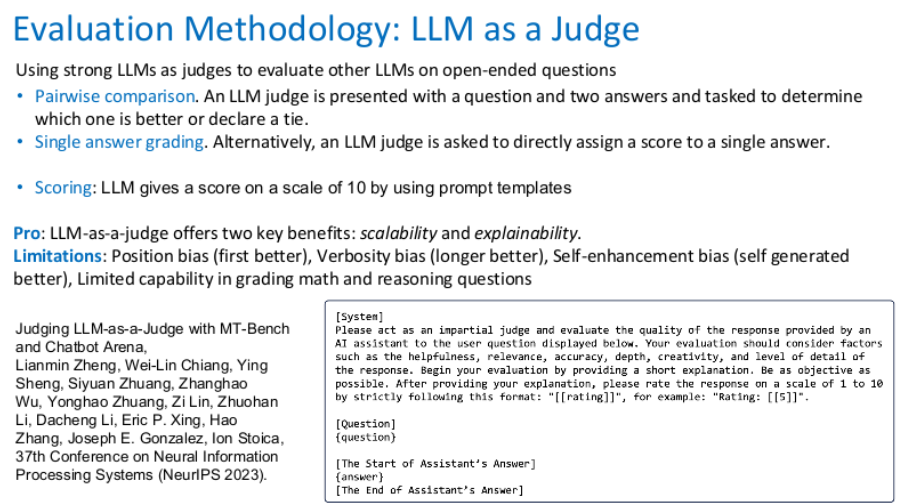 Evaluation Methodology: LLM as a Judge
Using strong LLMs as judges to evaluate other LLMs on open-ended questions
• Pairwise comparison. An LLM judge is presented with a question and two answers and tasked to determine
which one is better or declare a tie.
• Single answer grading. Alternatively, an LLM judge is asked to directly assign a score to a single answer.
• Scoring: LLM gives a score on a scale of 10 by using prompt templates
Pro: LLM-as-a-judge offers two key benefits: scalability and explainability.
Limitations: Position bias (first better), Verbosity bias (longer better), Self-enhancement bias (self generated
better), Limited capability in grading math and reasoning questions
Judging LLM-as-a-Judge with MT-Bench
and Chatbot Arena,
Lianmin Zheng, Wei-Lin Chiang, Ying
Sheng, Siyuan Zhuang, Zhanghao
Wu, Yonghao Zhuang, Zi Lin, Zhuohan
Li, Dacheng Li, Eric P. Xing, Hao
Zhang, Joseph E. Gonzalez, Ion Stoica,
37th Conference on Neural Information
Processing Systems (NeurIPS 2023).
[System]
Please act as an impartial judge and evaluate the quality of the response provided by an
AI assistant to the user question displayed below. Your evaluation should consider factors
such as the helpfulness, relevance, accuracy, depth, creativity, and level of detail of
the response. Begin your evaluation by providing a short explanation. Be as objective as
possible. After providing your explanation, please rate the response on a scale of 1 to 10
by strictly following this format: "[[rating]]", for example: "Rating: [[5]]".
[Question]
{question}
[The Start of Assistant's Answer]
{answer}
[The End of Assistant's Answer]